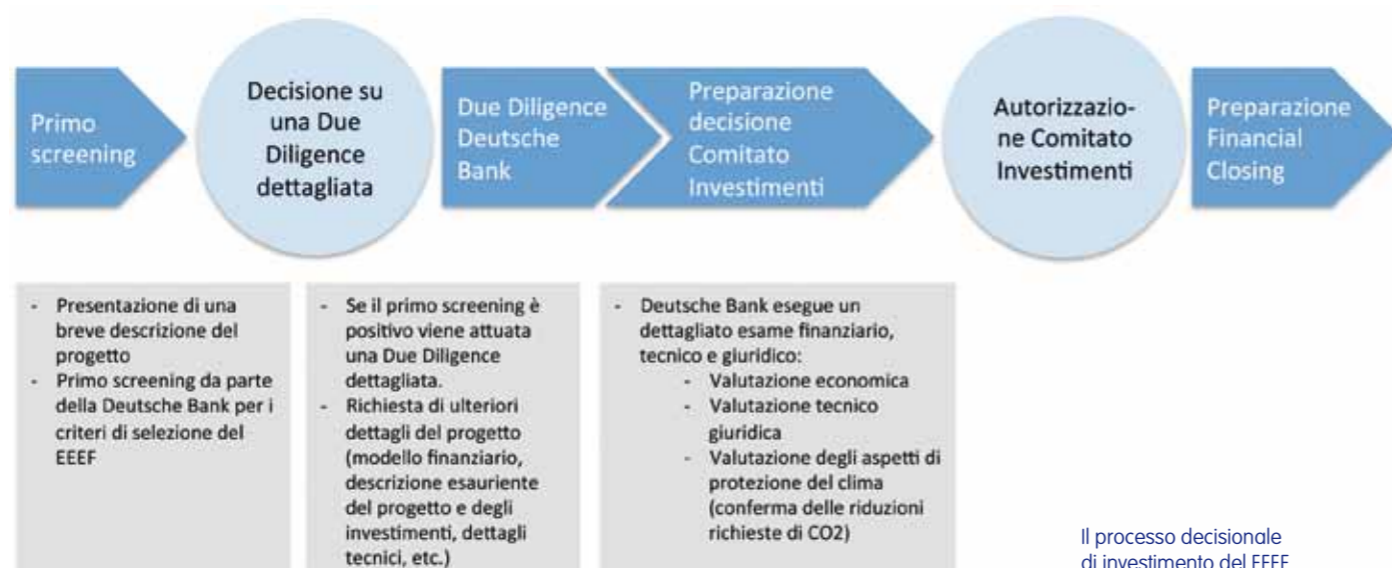 Primo
screening
Decisione su
una Due
Diligence
dettagliata
Due Diligence
Deutsche
Bank
Preparazione
decisione
Comitato
Investimenti
Autorizzazio-
ne Comitato
Investimenti
Preparazione
Financial
Closing
- Presentazione di una
breve descrizione del
progetto
- Primo screening da parte
della Deutsche Bank per i
criteri di selezione del
EEEF
- Se il primo screening è
positivo viene attuata
una Due Diligence
dettagliata.
- Richiesta di ulteriori
dettagli del progetto
(modello finanziario,
descrizione esauriente
del progetto e degli
investimenti, dettagli
tecnici, etc.)
- Deutsche Bank esegue un
dettagliato esame finanziario,
tecnico e giuridico:
- Valutazione economica
- Valutazione tecnico
giuridica
- Valutazione degli aspetti di
protezione del clima
(conferma delle riduzioni
richieste di CO2)
Il processo decisionale
di investimento del EEEF